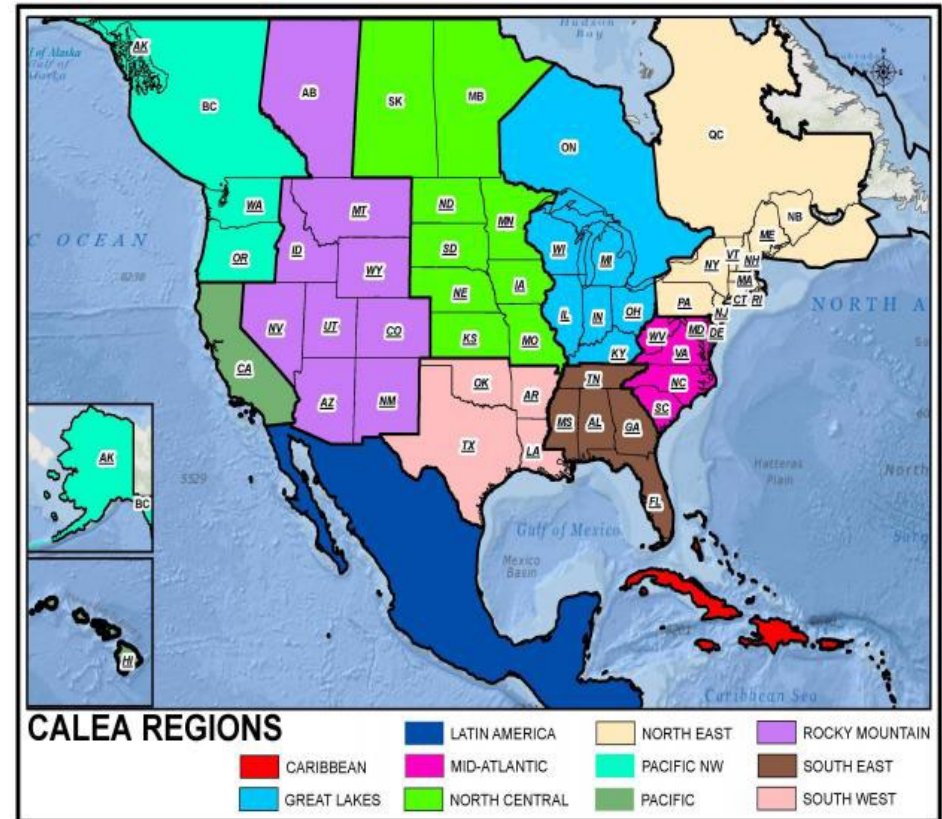 Hudson
Bay
AK
f of Alaska
Gulf of
Alaska
N
AB
SK
MB
BC
QC
ON
WA
MT
ND
MN
NB
ME
C OCEAN
OR
ID
SD
WI
MI
NY
VT
NH
WY
MA
NE
IA
PA
CT
RI
NORTH A
NV
UT
CO
IL
IN
OH
NJ
KS
MO
WV
MD
DE
VA
KY
CA
AZ
NM
OK
AR
TN
NC
SC
MS
AL
GA
TX
LA
AK
BC
5529
Hatteras
Plain
North
FL
Gulf of Mexico
Mexico
Basin
HI
Caribbean Sea
CALEA REGIONS
LATIN AMERICA
NORTH EAST
ROCKY MOUNTAIN
CARIBBEAN
MID-ATLANTIC
PACIFIC NW
SOUTH EAST
GREAT LAKES
NORTH CENTRAL
PACIFIC
SOUTH WEST